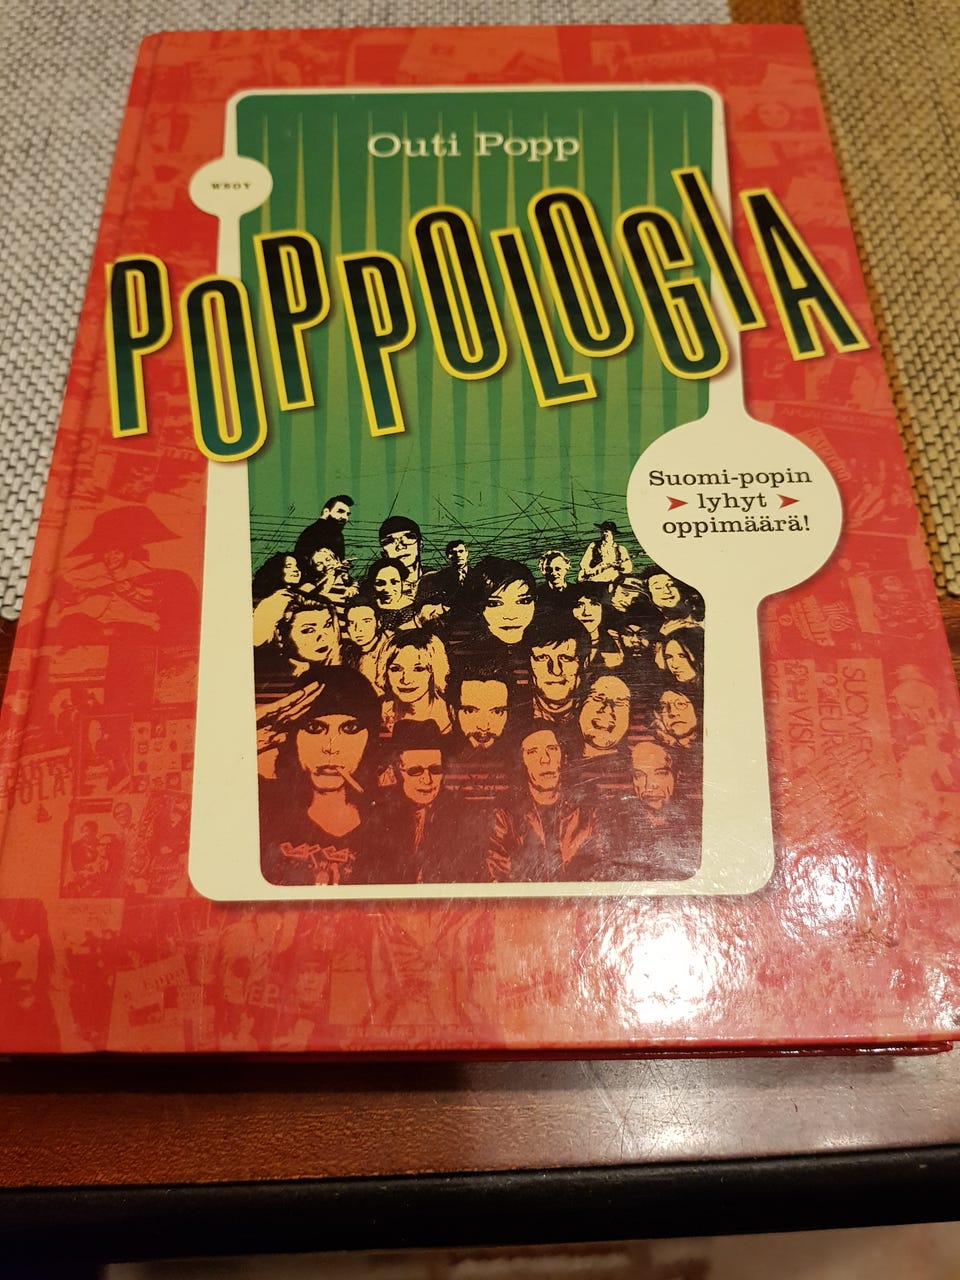 Outi Popp
WSOY
POPPOLOGIA
Suomi-popin
lyhyt
oppimäärä!